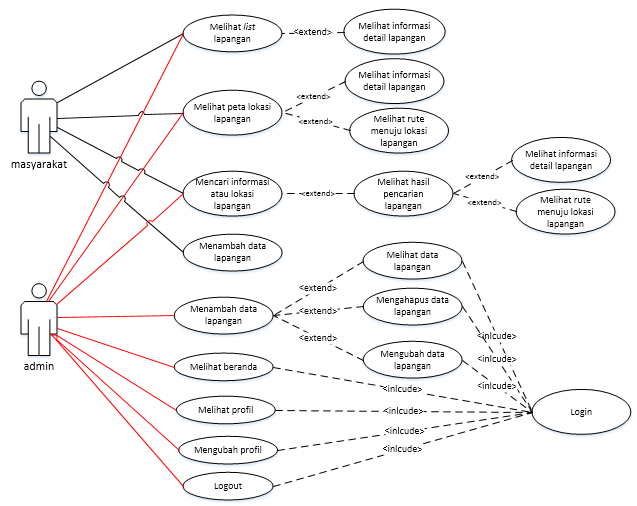 Melihat list
lapangan
<extend>
Melihat informasi
detail lapangan
Melihat informasi
detail lapangan
<extend>
Melihat peta lokasi
lapangan
<extend>
Melihat rute
menuju lokasi
lapangan
masyarakat
Melihat informasi
detail lapangan
<extend>
Mencari informasi
atau lokasi
lapangan
<extend>
Melihat hasil
pencarian
lapangan
<extend>
Melihat rute
menuju lokasi
lapangan
Menambah data
lapangan
Melihat data
lapangan
<extend>
Mengahapus data
lapangan
<extend>
Menambah data
lapangan
<inlcude>
<extend>
Mengubah data
lapangan
<inlcude>
admin
Melihat beranda
<inlcude>
<inlcude>
Melihat profil
<inlcude>
Login
<inlcude>
Mengubah profil
<inlcude>
Logout